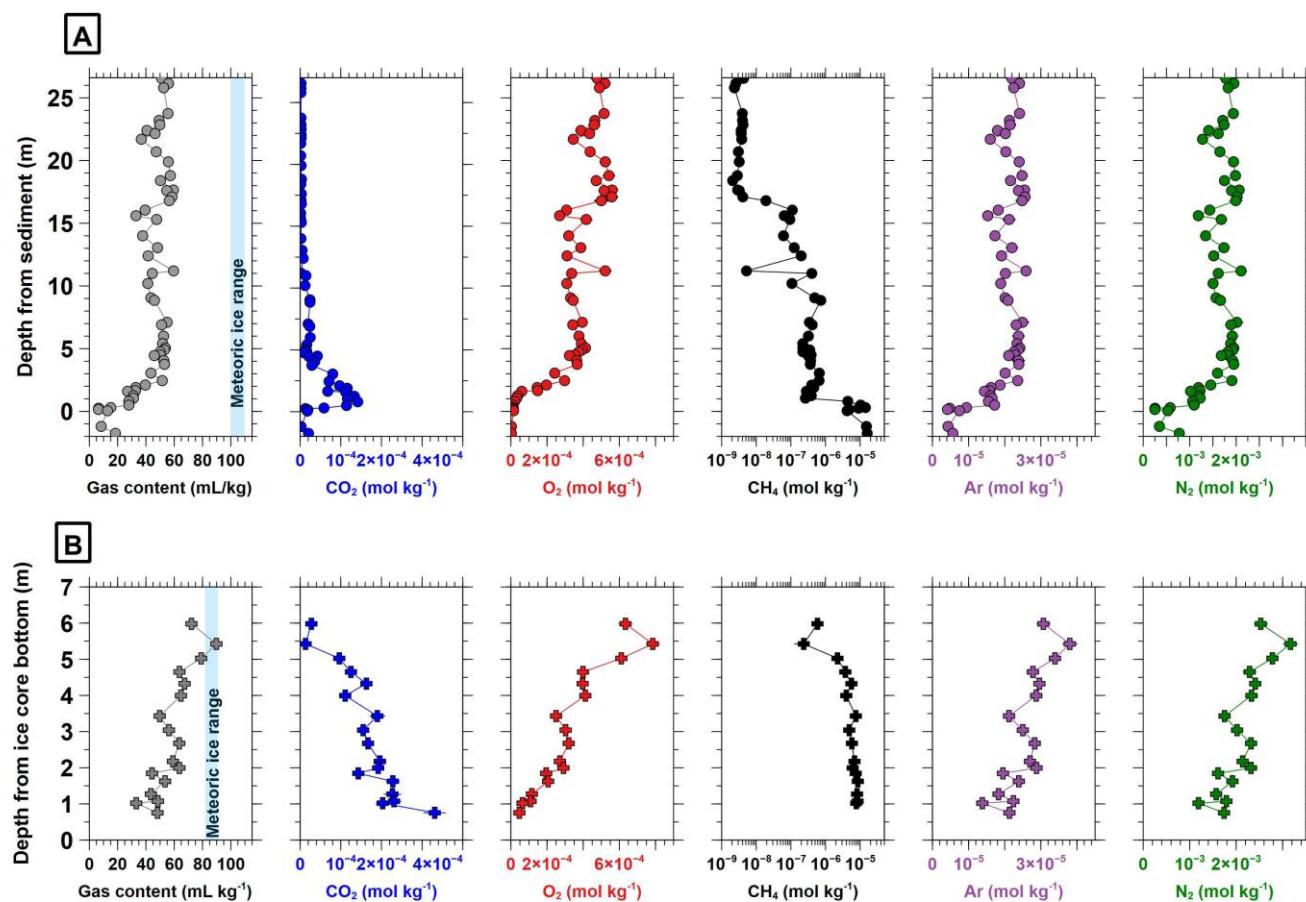 A
Depth from sediment (m)
25
20
15
10
5
0
Meteoric ice range
0 20 40 60 80 100
Gas content (mL/kg)
0 10⁻⁴ 2×10⁻⁴ 4×10⁻⁴
CO₂ (mol kg⁻¹)
0 2×10⁻⁴ 6×10⁻⁴
O₂ (mol kg⁻¹)
10⁻⁹ 10⁻⁸ 10⁻⁷ 10⁻⁶ 10⁻⁵
CH₄ (mol kg⁻¹)
0 10⁻⁵ 3×10⁻⁵
Ar (mol kg⁻¹)
0 10⁻³ 2×10⁻³
N₂ (mol kg⁻¹)
B
Depth from ice core bottom (m)
7
6
5
4
3
2
1
0
Meteoric ice range
0 20 40 60 80 100
Gas content (mL kg⁻¹)
0 10⁻⁴ 2×10⁻⁴ 4×10⁻⁴
CO₂ (mol kg⁻¹)
0 2×10⁻⁴ 6×10⁻⁴
O₂ (mol kg⁻¹)
10⁻⁹ 10⁻⁸ 10⁻⁷ 10⁻⁶ 10⁻⁵
CH₄ (mol kg⁻¹)
0 10⁻⁵ 3×10⁻⁵
Ar (mol kg⁻¹)
0 10⁻³ 2×10⁻³
N₂ (mol kg⁻¹)